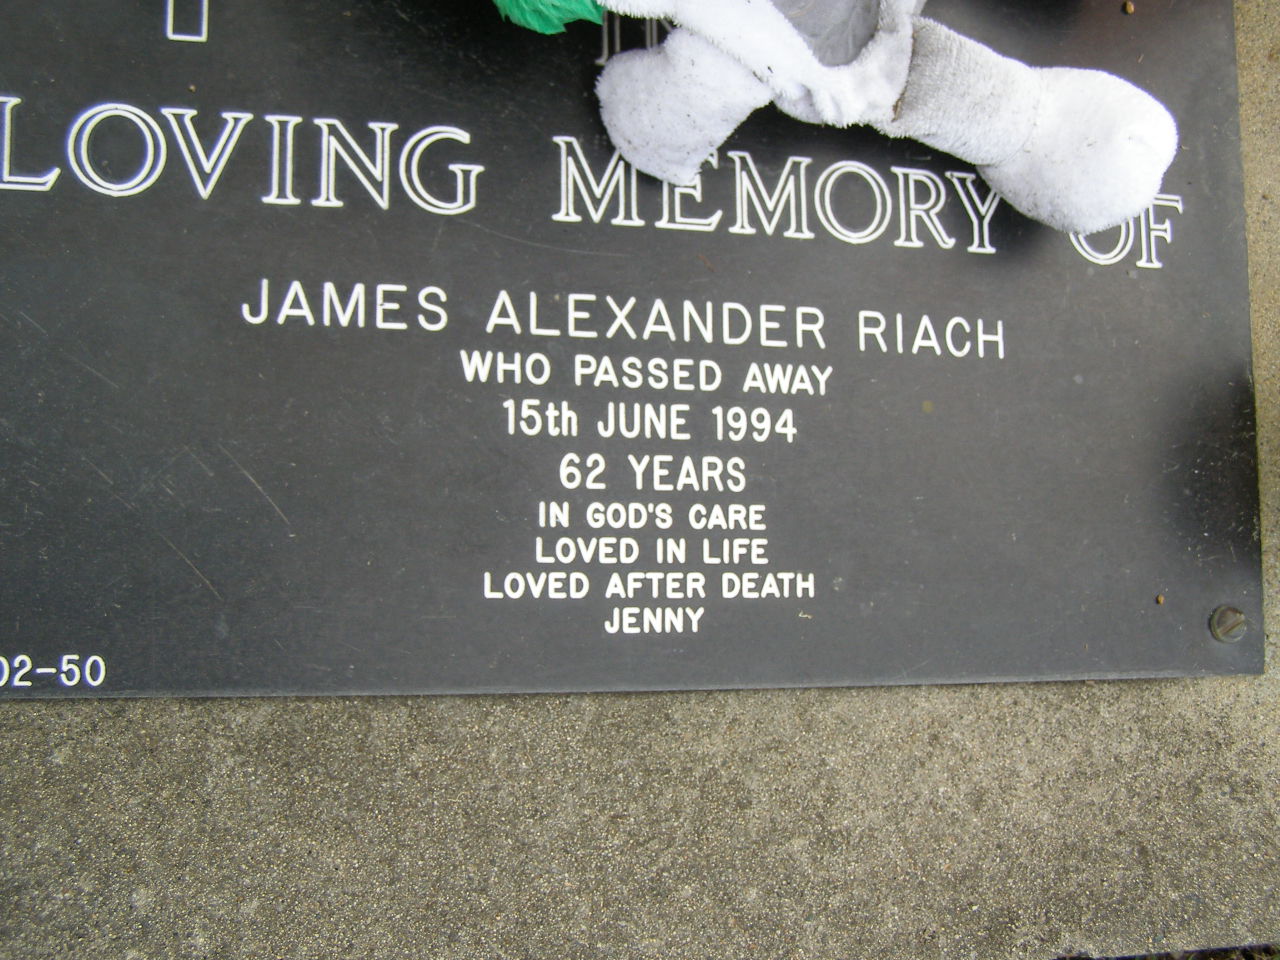 LOVING MEMORY OF
JAMES ALEXANDER RIACH
WHO PASSED AWAY
15th JUNE 1994
62 YEARS
IN GOD'S CARE
LOVED IN LIFE
LOVED AFTER DEATH
JENNY
02-50